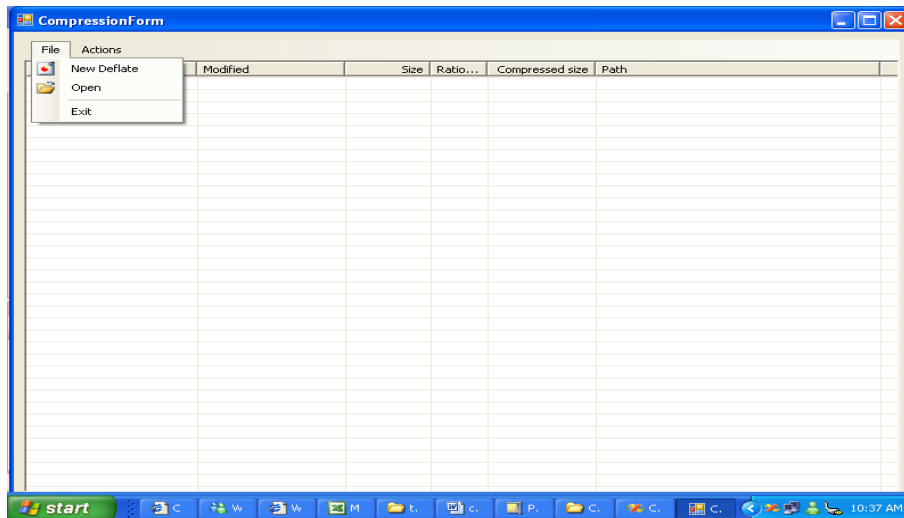 CompressionForm
File Actions
New Deflate
Modified Size Ratio... Compressed size Path
Open
Exit
start C W W M t. c. P. C. C. C. 10:37 AM